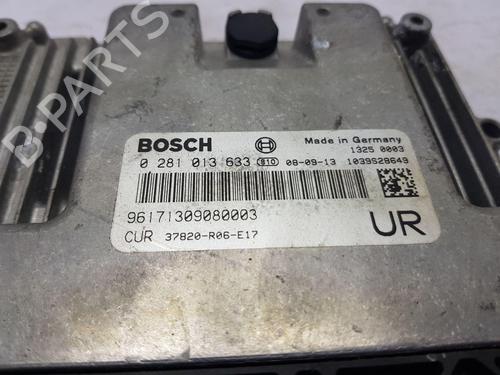 BOSCH
Made in Germany
1325 0003
0 281 013 633 B10 08-09-13 1039S28649
96171309080003
CUR 37820-R06-E17
UR
B-PARTS